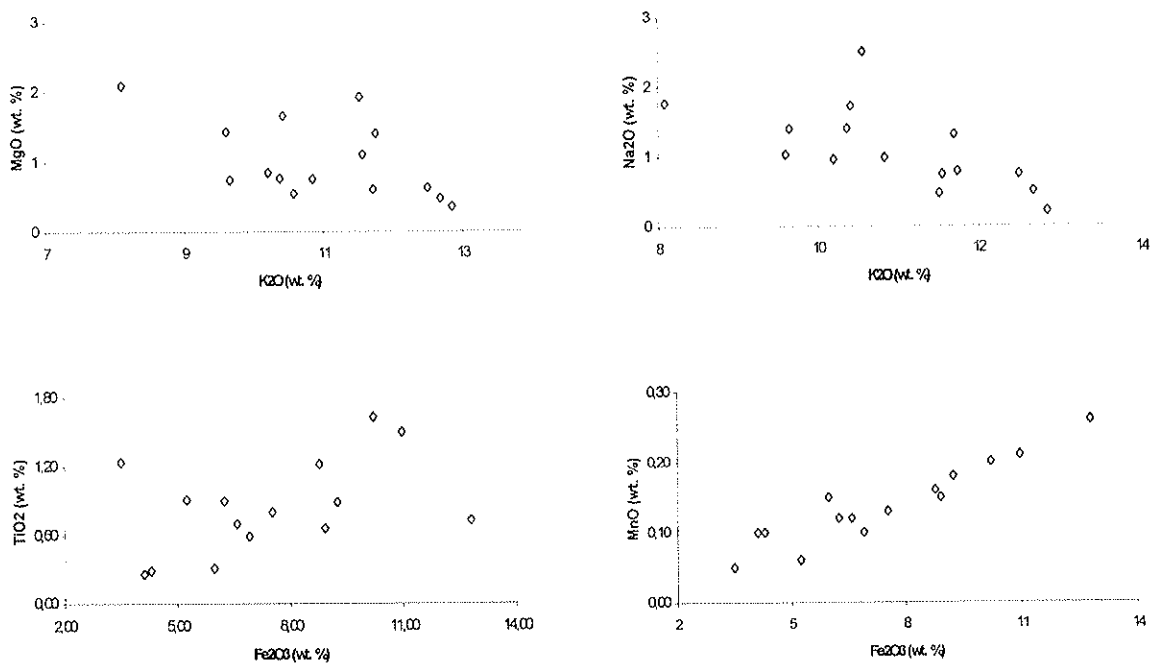 3
2
1
0
MgO (wt. %)
7 9 11 13
K2O (wt. %)
3
2
1
0
Na2O (wt. %)
8 10 12 14
K2O (wt. %)
1,80
1,20
0,60
0,00
TiO2 (wt. %)
2,00 5,00 8,00 11,00 14,00
Fe2O3 (wt. %)
0,30
0,20
0,10
0,00
MnO (wt. %)
2 5 8 11 14
Fe2O3 (wt. %)